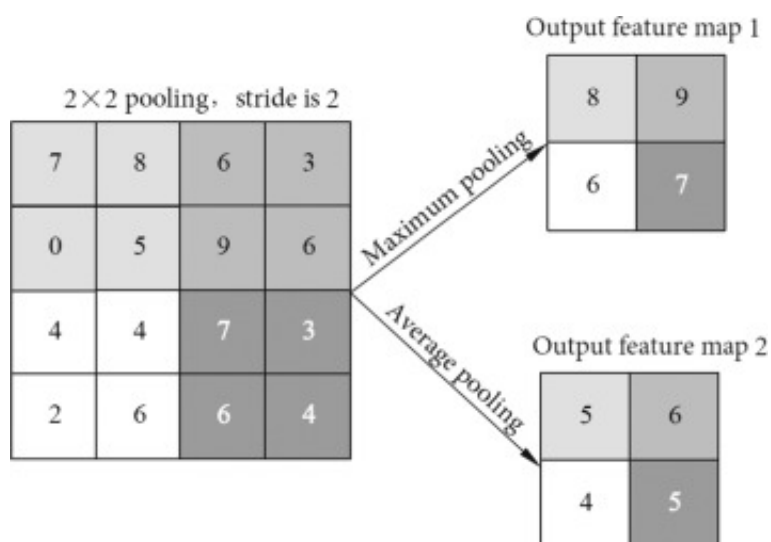 Output feature map 1
2×2 pooling, stride is 2
8 9
6 7
7 8 6 3
0 5 9 6
4 4 7 3
2 6 6 4
Maximum pooling
Average pooling
Output feature map 2
5 6
4 5